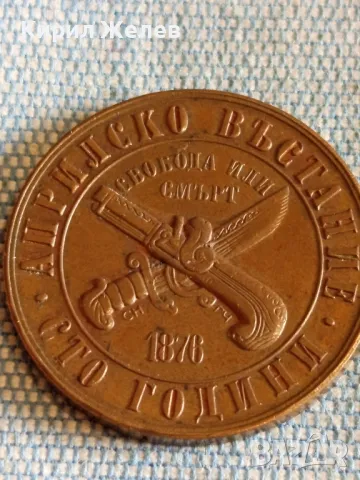 Кирил Желев
· АПРИЛСКО ВЪСТАНИЕ ·
СТО ГОДИНИ
СВОБОДА ИЛИ
СМЪРТ
1876